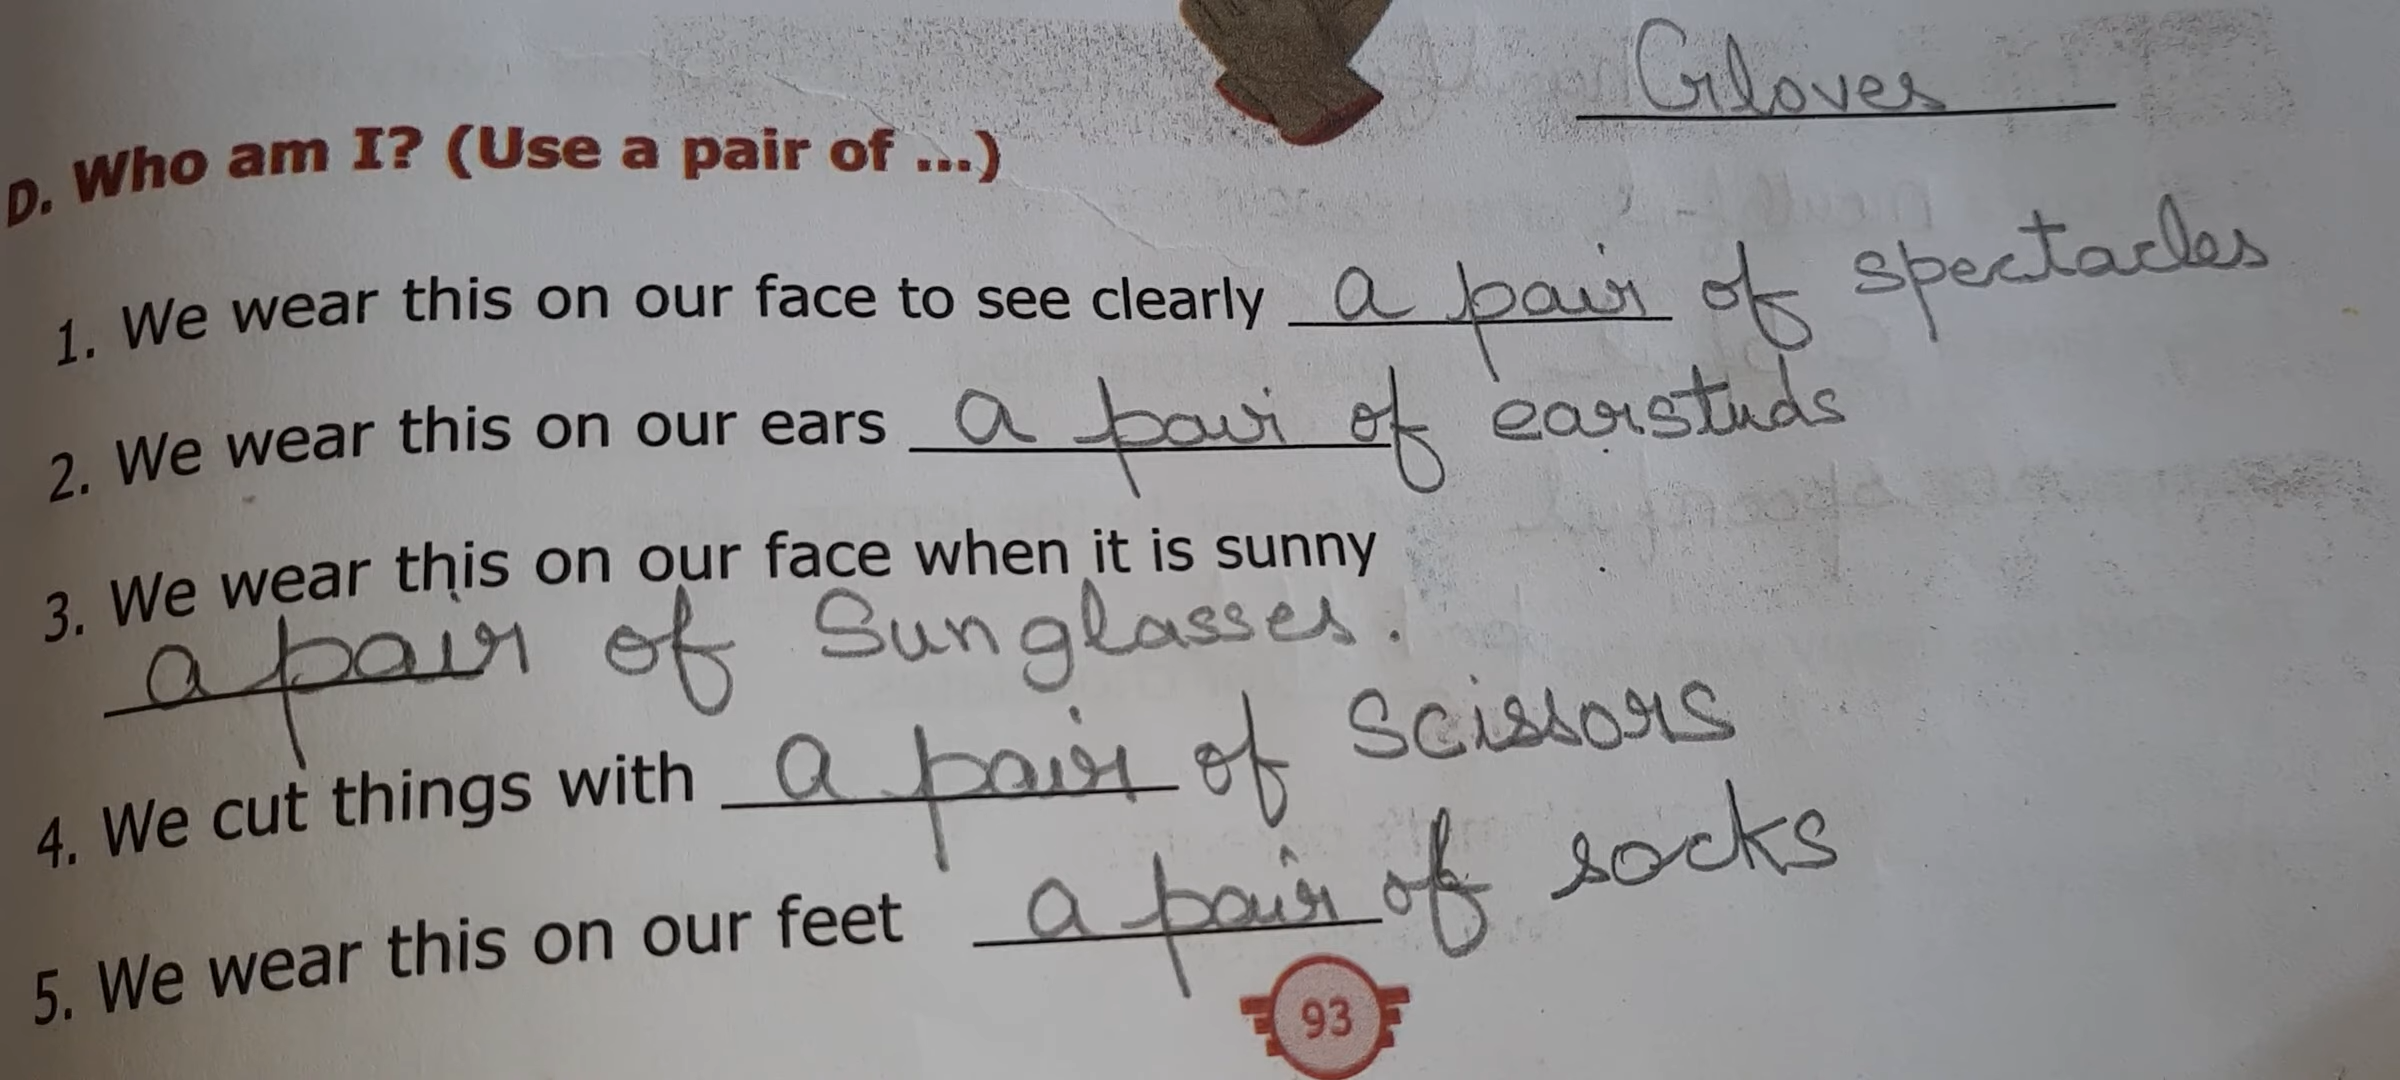 Gloves
D. Who am I? (Use a pair of ...)
1. We wear this on our face to see clearly a pair of spectacles
2. We wear this on our ears a pair of earstuds
3. We wear this on our face when it is sunny
a pair of Sunglasses.
4. We cut things with a pair of scissors
5. We wear this on our feet a pair of socks
93